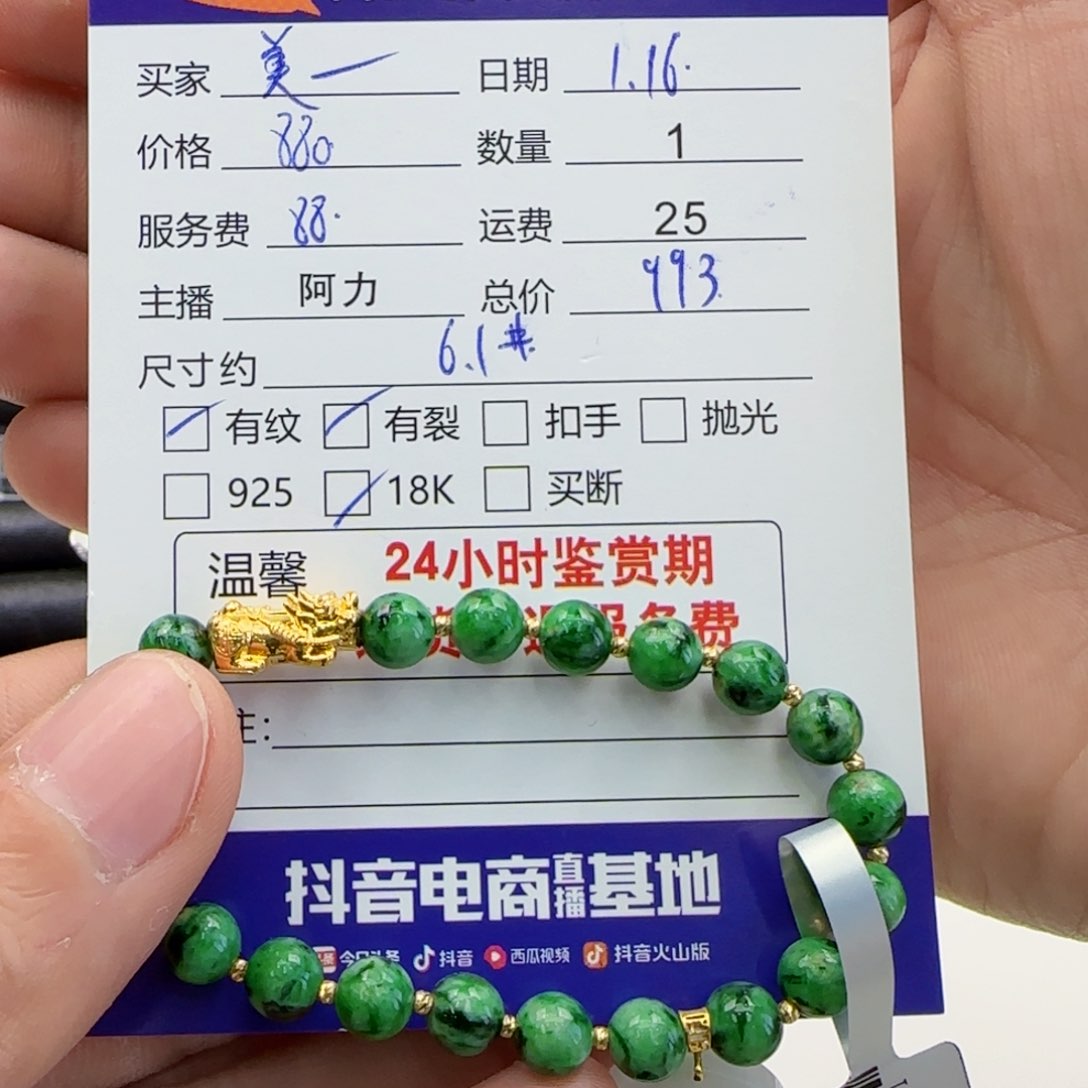 买家 美一 日期 1.16.
价格 880 数量 1
服务费 88. 运费 25
主播 阿力 总价 993.
尺寸约 6.1#
有纹 有裂 扣手 抛光
925 18K 买断
温馨 24小时鉴赏期
服务费
注:
抖音电商直播基地
今日头条 抖音 西瓜视频 抖音火山版